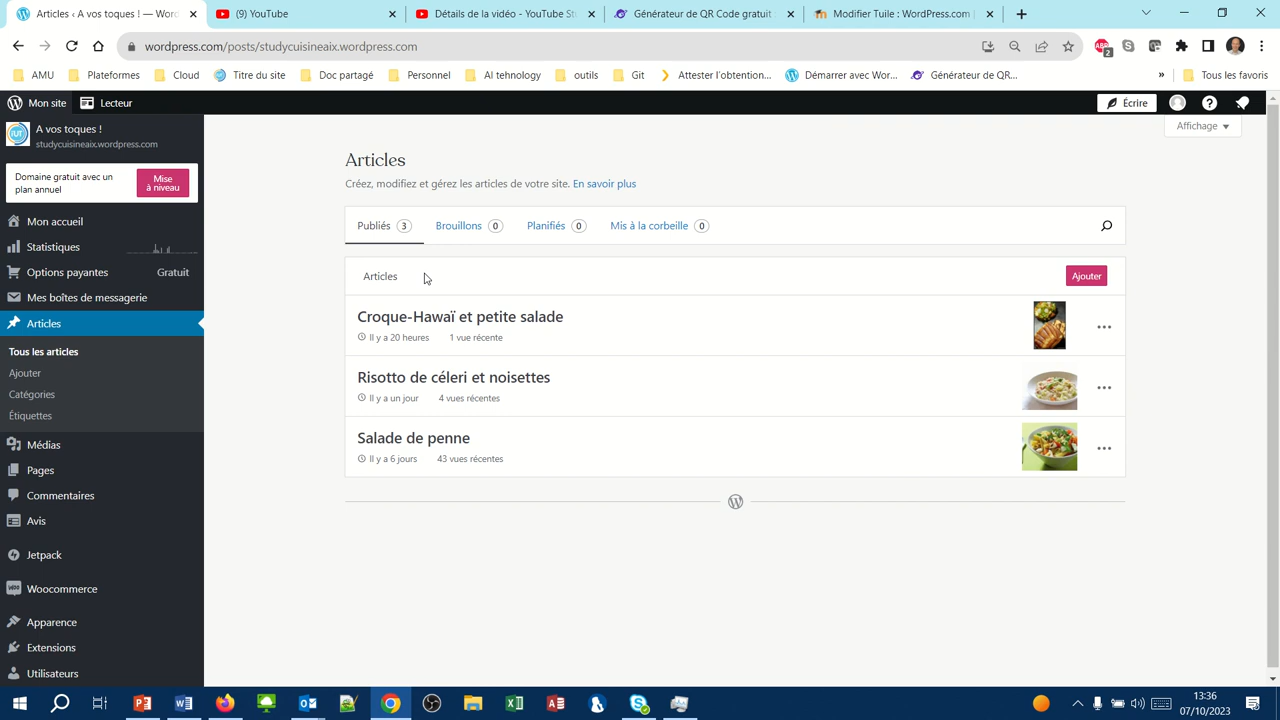 Articles ‹ A vos toques ! — W
(9) YouTube
Détails de la vidéo - YouTube St
Générateur de QR Code gratuit
Modifier Tuile : WordPress.com
wordpress.com/posts/studycuisineaix.wordpress.com
2
AMU
Plateformes
Cloud
Titre du site
Doc partagé
Personnel
AI tehnology
outils
Git
Attester l'obtention...
Démarrer avec Wor...
Générateur de QR...
»
Tous les favoris
Mon site
Lecteur
Écrire
A vos toques !
studycuisineaix.wordpress.com
Affichage
Domaine gratuit avec un
plan annuel
Mise
à niveau
Articles
Créez, modifiez et gérez les articles de votre site. En savoir plus
Mon accueil
Statistiques
Options payantes
Gratuit
Mes boîtes de messagerie
Articles
Tous les articles
Ajouter
Catégories
Étiquettes
Médias
Pages
Commentaires
Avis
Jetpack
Woocommerce
Apparence
Extensions
Utilisateurs
Publiés 3
Brouillons 0
Planifiés 0
Mis à la corbeille 0
Articles
Ajouter
Croque-Hawaï et petite salade
Il y a 20 heures
1 vue récente
Risotto de céleri et noisettes
Il y a un jour
4 vues récentes
Salade de penne
Il y a 6 jours
43 vues récentes
13:36
07/10/2023